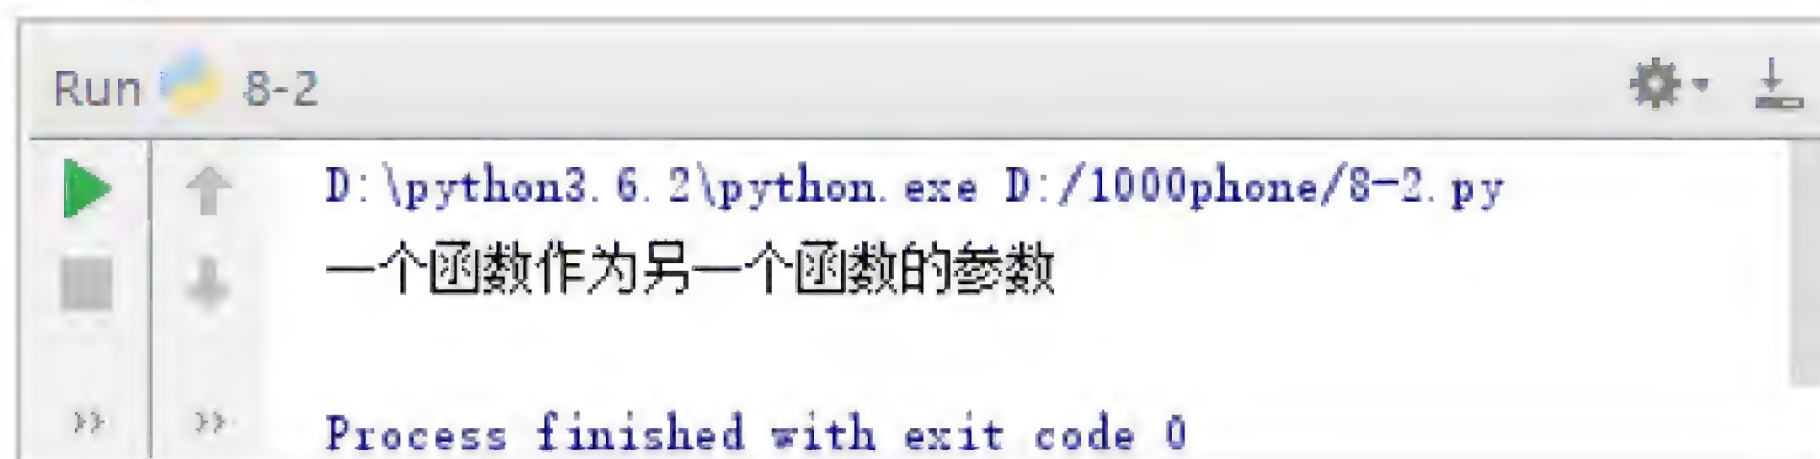 Run 8-2
D:\python3.6.2\python.exe D:/1000phone/8-2.py
一个函数作为另一个函数的参数
Process finished with exit code 0